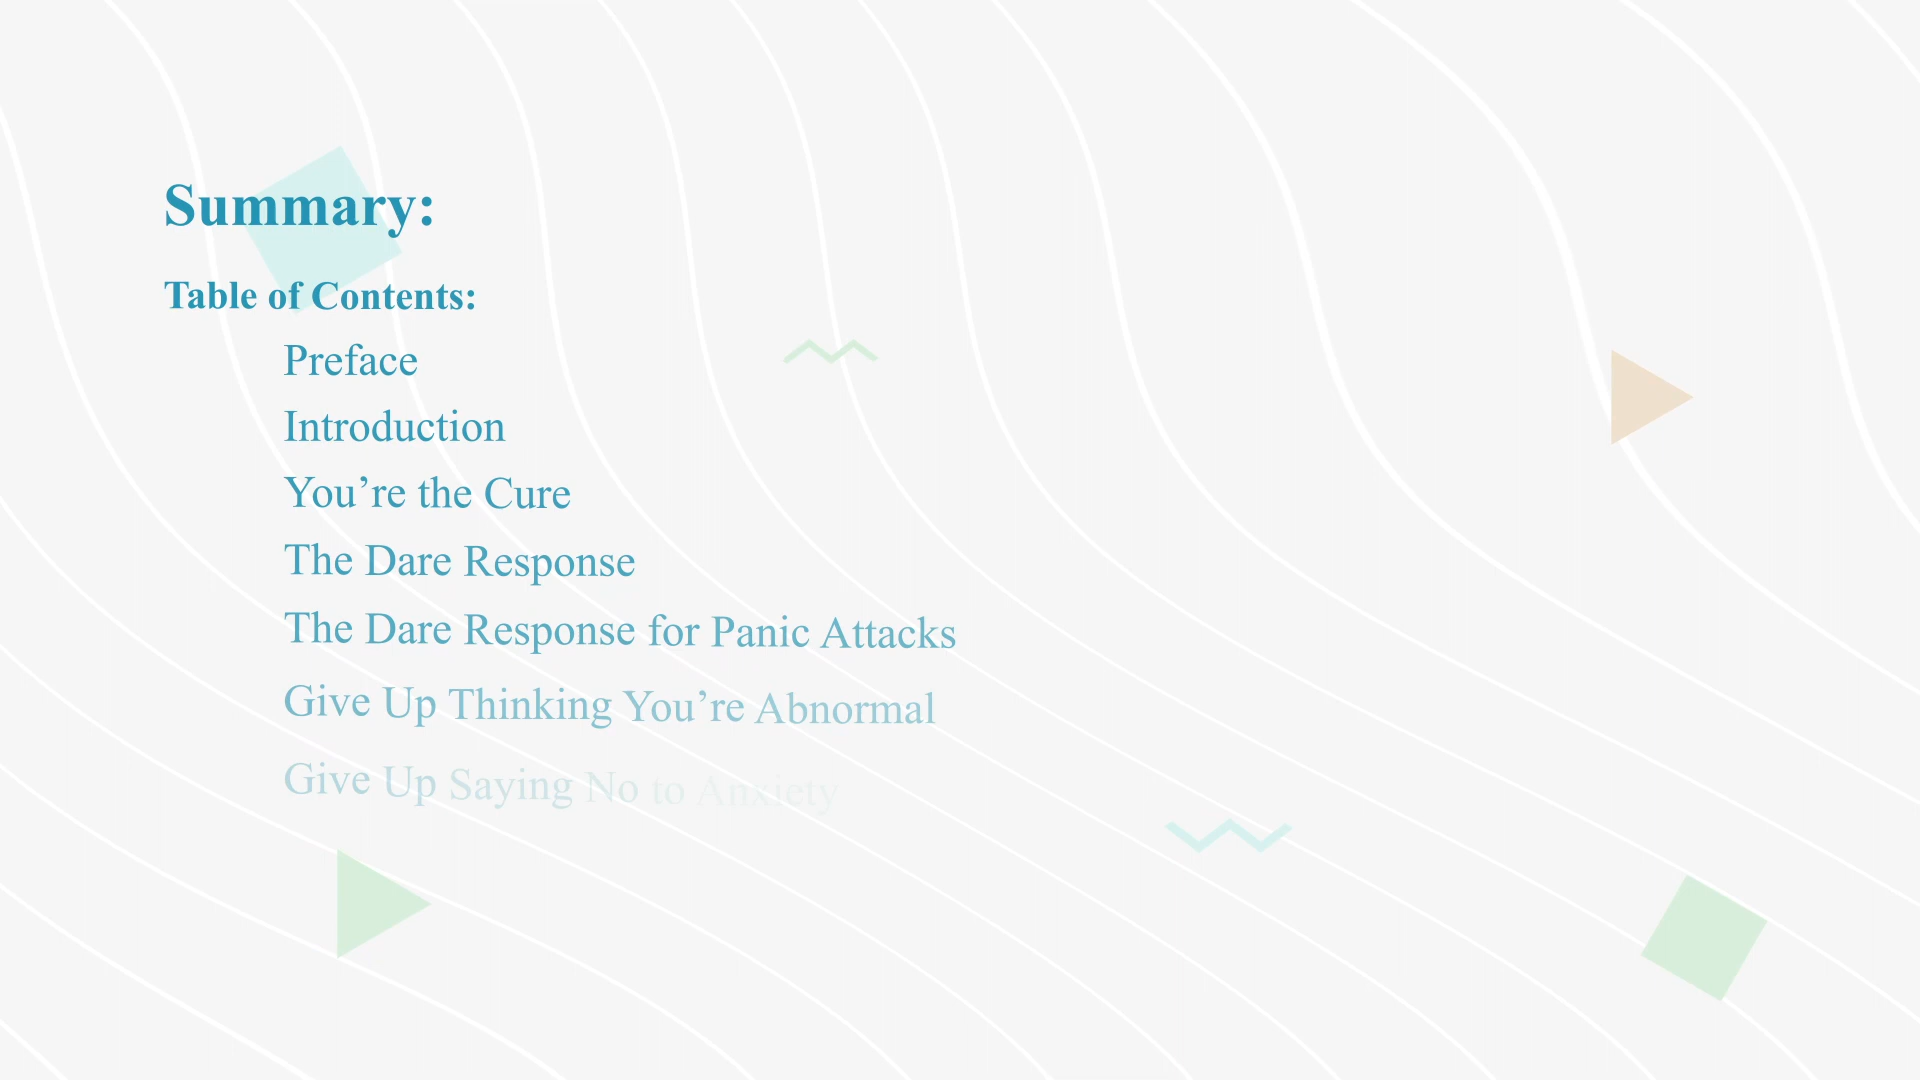 Summary:
Table of Contents:
Preface
Introduction
You’re the Cure
The Dare Response
The Dare Response for Panic Attacks
Give Up Thinking You’re Abnormal
Give Up Saying No to Anxiety